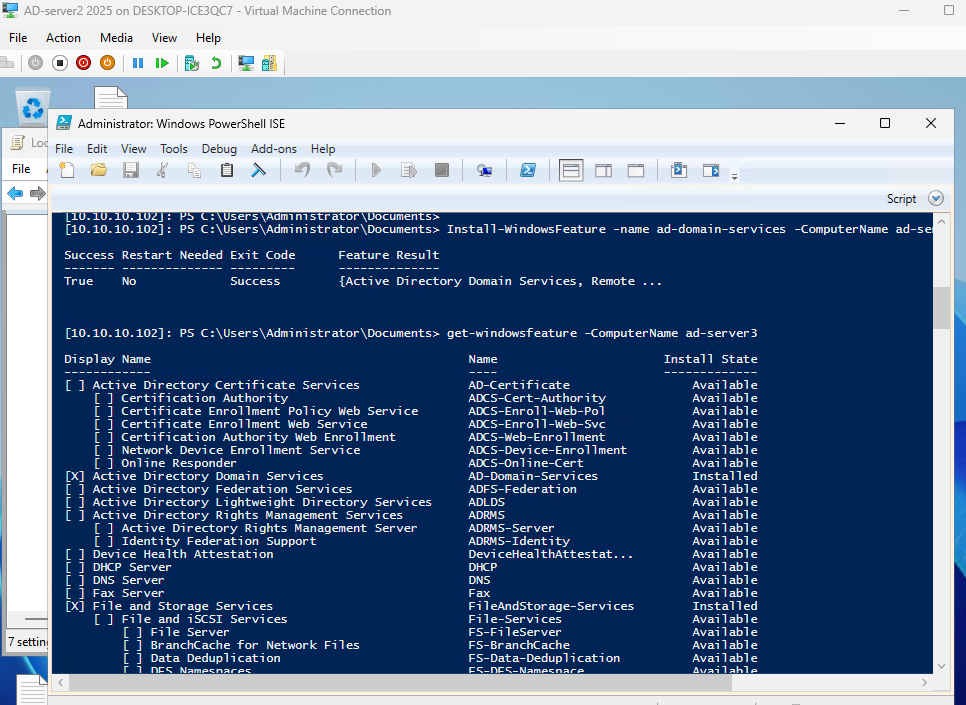 AD-server2 2025 on DESKTOP-ICE3QC7 - Virtual Machine Connection
File Action Media View Help
Administrator: Windows PowerShell ISE
Loc
File
File Edit View Tools Debug Add-ons Help
Script
[10.10.10.102]: PS C:\Users\Administrator\Documents>
[10.10.10.102]: PS C:\Users\Administrator\Documents> Install-WindowsFeature -name ad-domain-services -ComputerName ad-ser
Success Restart Needed Exit Code Feature Result
------- -------------- --------- --------------
True No Success {Active Directory Domain Services, Remote ...
[10.10.10.102]: PS C:\Users\Administrator\Documents> get-windowsfeature -ComputerName ad-server3
Display Name Name Install State
------------ ---- -------------
[ ] Active Directory Certificate Services AD-Certificate Available
[ ] Certification Authority ADCS-Cert-Authority Available
[ ] Certificate Enrollment Policy Web Service ADCS-Enroll-Web-Pol Available
[ ] Certificate Enrollment Web Service ADCS-Enroll-Web-Svc Available
[ ] Certification Authority Web Enrollment ADCS-Web-Enrollment Available
[ ] Network Device Enrollment Service ADCS-Device-Enrollment Available
[ ] Online Responder ADCS-Online-Cert Available
[X] Active Directory Domain Services AD-Domain-Services Installed
[ ] Active Directory Federation Services ADFS-Federation Available
[ ] Active Directory Lightweight Directory Services ADLDS Available
[ ] Active Directory Rights Management Services ADRMS Available
[ ] Active Directory Rights Management Server ADRMS-Server Available
[ ] Identity Federation Support ADRMS-Identity Available
[ ] Device Health Attestation DeviceHealthAttestat... Available
[ ] DHCP Server DHCP Available
[ ] DNS Server DNS Available
[ ] Fax Server Fax Available
[X] File and Storage Services FileAndStorage-Services Installed
[ ] File and iSCSI Services File-Services Available
[ ] File Server FS-FileServer Available
[ ] BranchCache for Network Files FS-BranchCache Available
[ ] Data Deduplication FS-Data-Deduplication Available
[ ] DFS Namespaces FS-DFS-Namespace Available
7 settin